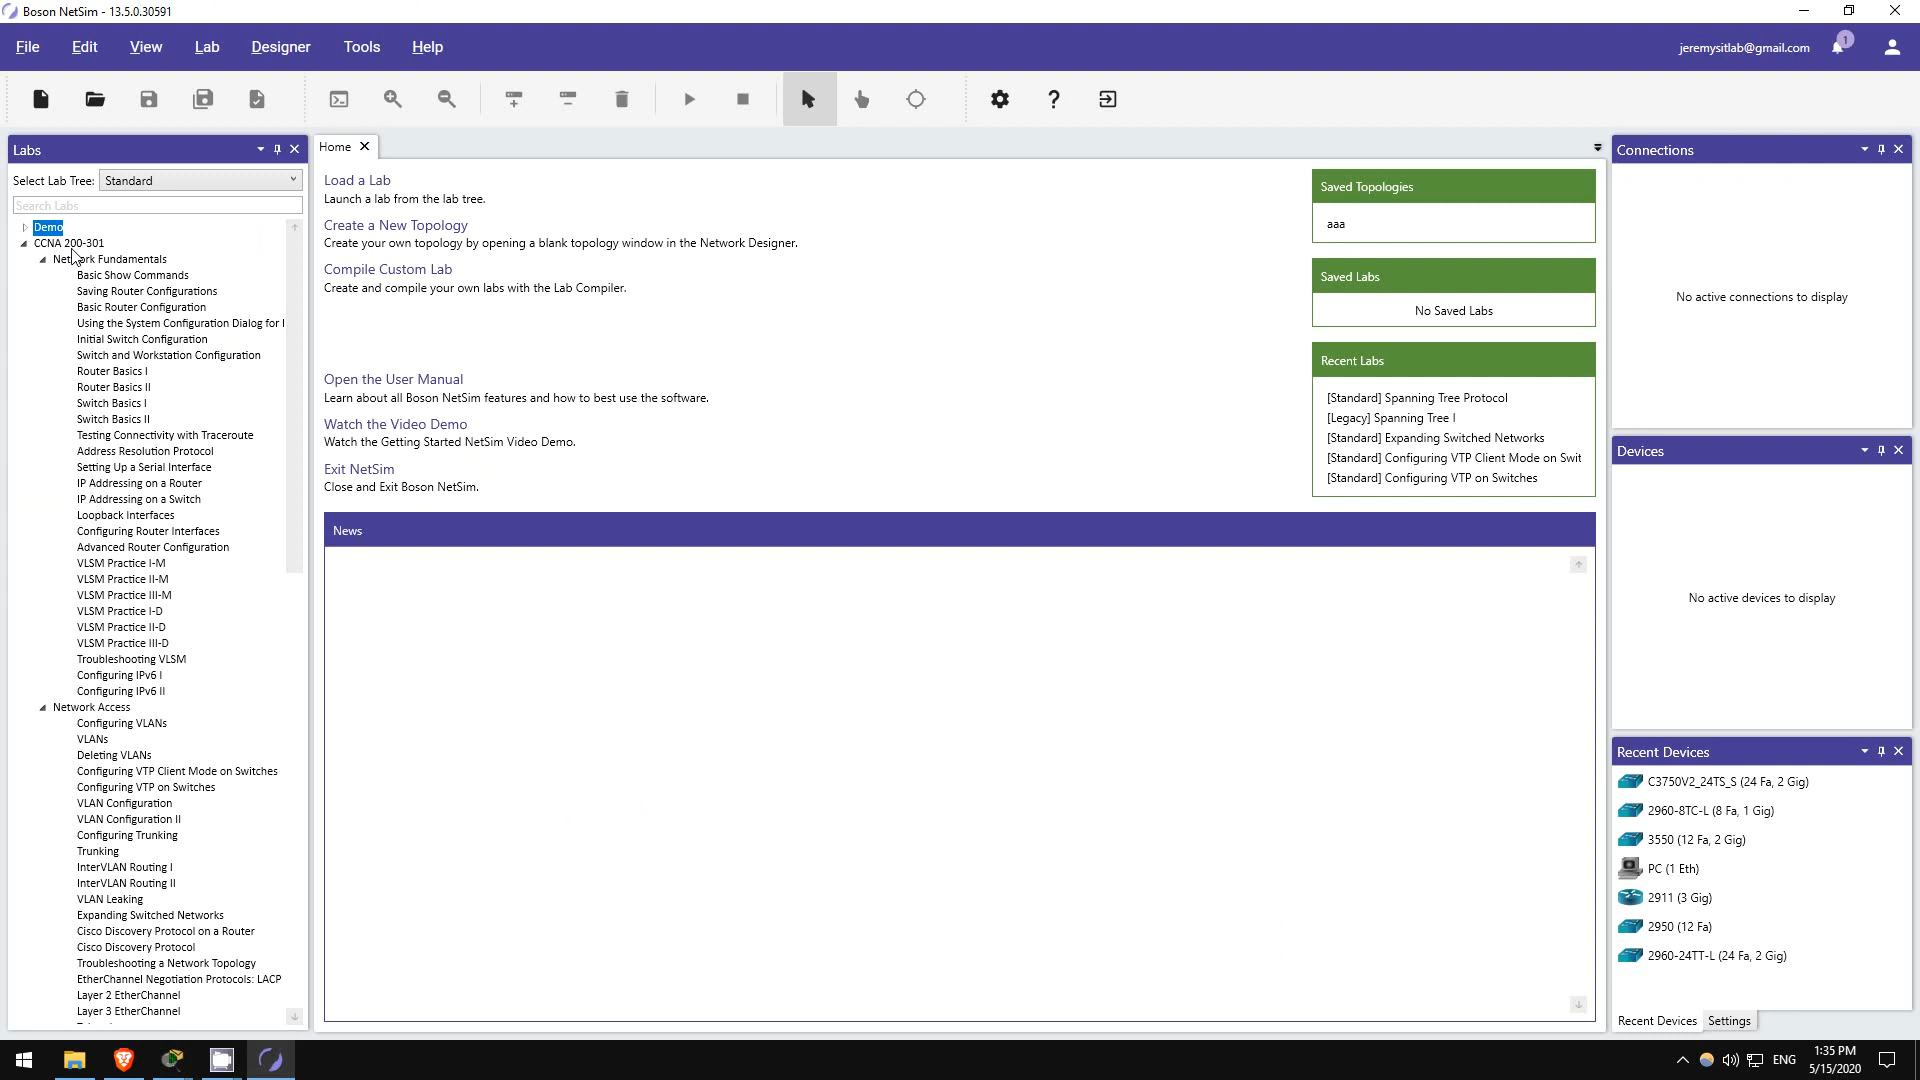 Boson NetSim - 13.5.0.30591
File Edit View Lab Designer Tools Help
jeremysitlab@gmail.com 1
Labs
Select Lab Tree: Standard
Search Labs
Demo
CCNA 200-301
Network Fundamentals
Basic Show Commands
Saving Router Configurations
Basic Router Configuration
Using the System Configuration Dialog for I
Initial Switch Configuration
Switch and Workstation Configuration
Router Basics I
Router Basics II
Switch Basics I
Switch Basics II
Testing Connectivity with Traceroute
Address Resolution Protocol
Setting Up a Serial Interface
IP Addressing on a Router
IP Addressing on a Switch
Loopback Interfaces
Configuring Router Interfaces
Advanced Router Configuration
VLSM Practice I-M
VLSM Practice II-M
VLSM Practice III-M
VLSM Practice I-D
VLSM Practice II-D
VLSM Practice III-D
Troubleshooting VLSM
Configuring IPv6 I
Configuring IPv6 II
Network Access
Configuring VLANs
VLANs
Deleting VLANs
Configuring VTP Client Mode on Switches
Configuring VTP on Switches
VLAN Configuration
VLAN Configuration II
Configuring Trunking
Trunking
InterVLAN Routing I
InterVLAN Routing II
VLAN Leaking
Expanding Switched Networks
Cisco Discovery Protocol on a Router
Cisco Discovery Protocol
Troubleshooting a Network Topology
EtherChannel Negotiation Protocols: LACP
Layer 2 EtherChannel
Layer 3 EtherChannel
Home
Load a Lab
Launch a lab from the lab tree.
Create a New Topology
Create your own topology by opening a blank topology window in the Network Designer.
Compile Custom Lab
Create and compile your own labs with the Lab Compiler.
Open the User Manual
Learn about all Boson NetSim features and how to best use the software.
Watch the Video Demo
Watch the Getting Started NetSim Video Demo.
Exit NetSim
Close and Exit Boson NetSim.
Saved Topologies
aaa
Saved Labs
No Saved Labs
Recent Labs
[Standard] Spanning Tree Protocol
[Legacy] Spanning Tree I
[Standard] Expanding Switched Networks
[Standard] Configuring VTP Client Mode on Swit
[Standard] Configuring VTP on Switches
News
Connections
No active connections to display
Devices
No active devices to display
Recent Devices
C3750V2_24TS_S (24 Fa, 2 Gig)
2960-8TC-L (8 Fa, 1 Gig)
3550 (12 Fa, 2 Gig)
PC (1 Eth)
2911 (3 Gig)
2950 (12 Fa)
2960-24TT-L (24 Fa, 2 Gig)
Recent Devices Settings
ENG
1:35 PM
5/15/2020